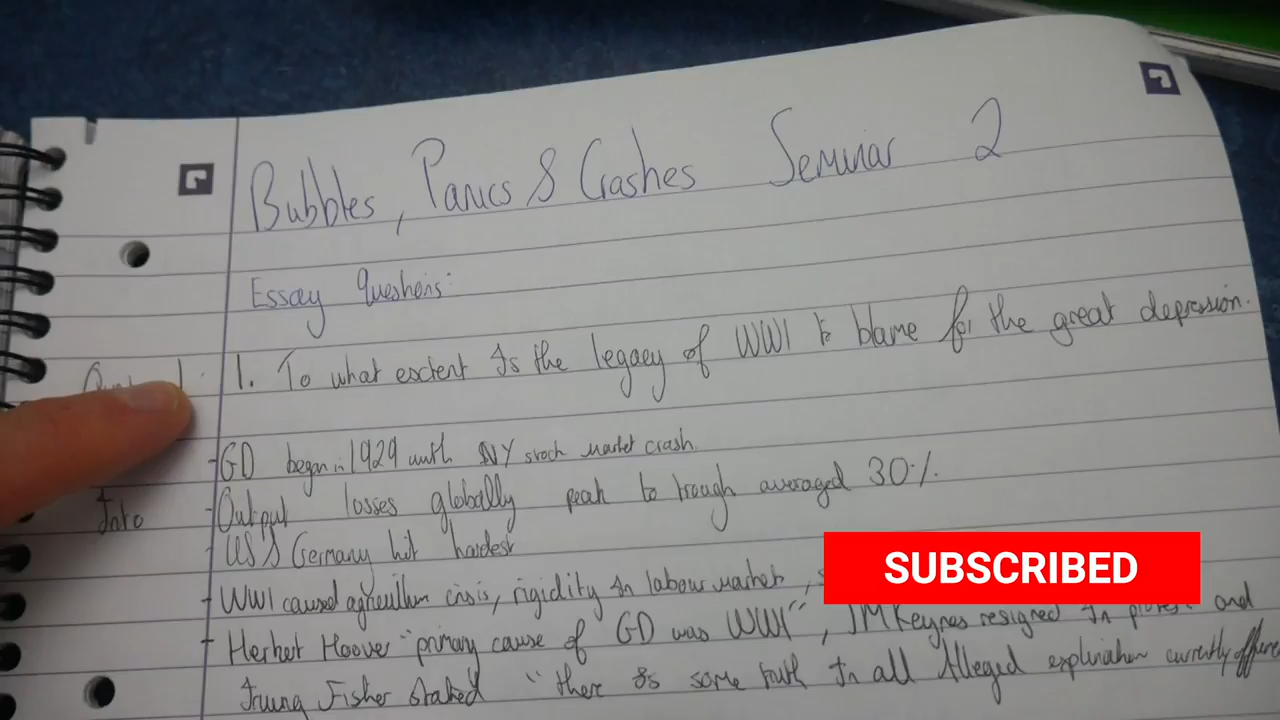 Bubbles, Panics & Crashes Seminar 2
Essay Questions:
1. To what extent Is the legacy of WW1 to blame for the great depression.
- GD began in 1929 with NY stock market crash.
Intro - Output losses globally peak to trough averaged 30%.
- US & Germany hit hardest
- WW1 caused agriculture crisis, rigidity In labour market,
SUBSCRIBED
- Herbert Hoover "primary cause of GD was WW1", JM Keynes resigned In protest and
Irving Fisher stated "there is some truth In all Alleged explanation currently